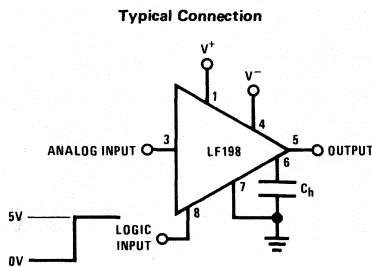 Typical Connection
V+
V−
1
4
ANALOG INPUT
3
LF198
5
OUTPUT
6
Ch
5V
8
7
LOGIC
INPUT
0V